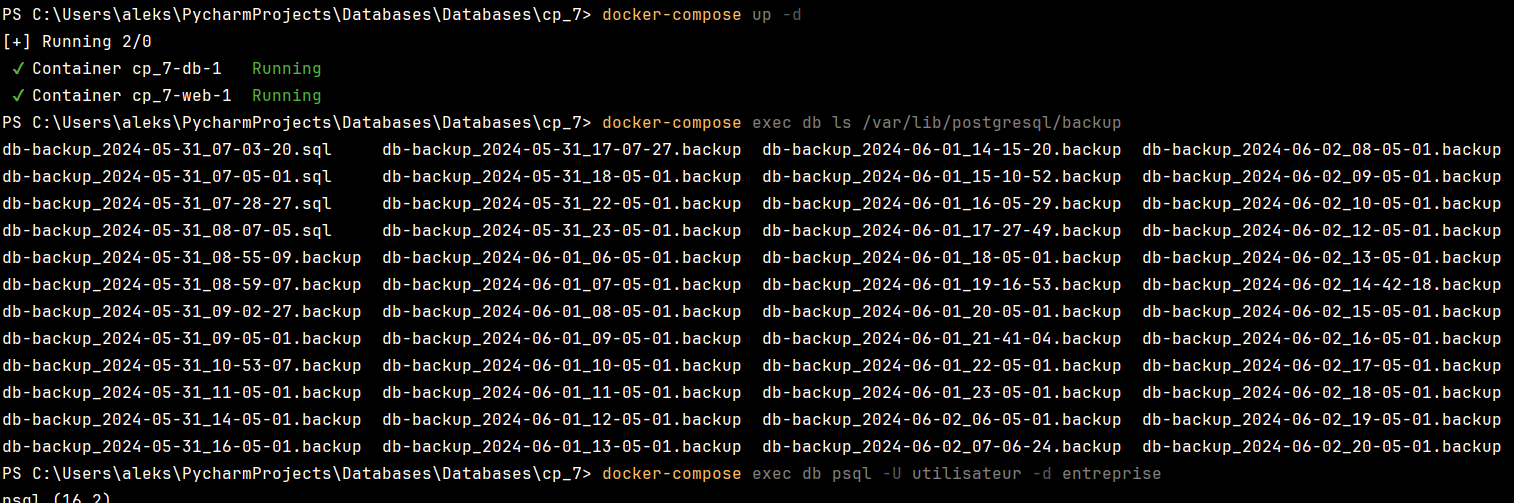 PS C:\Users\aleks\PycharmProjects\Databases\Databases\cp_7> docker-compose up -d
[+] Running 2/0
✓ Container cp_7-db-1 Running
✓ Container cp_7-web-1 Running
PS C:\Users\aleks\PycharmProjects\Databases\Databases\cp_7> docker-compose exec db ls /var/lib/postgresql/backup
db-backup_2024-05-31_07-03-20.sql db-backup_2024-05-31_17-07-27.backup db-backup_2024-06-01_14-15-20.backup db-backup_2024-06-02_08-05-01.backup
db-backup_2024-05-31_07-05-01.sql db-backup_2024-05-31_18-05-01.backup db-backup_2024-06-01_15-10-52.backup db-backup_2024-06-02_09-05-01.backup
db-backup_2024-05-31_07-28-27.sql db-backup_2024-05-31_22-05-01.backup db-backup_2024-06-01_16-05-29.backup db-backup_2024-06-02_10-05-01.backup
db-backup_2024-05-31_08-07-05.sql db-backup_2024-05-31_23-05-01.backup db-backup_2024-06-01_17-27-49.backup db-backup_2024-06-02_12-05-01.backup
db-backup_2024-05-31_08-55-09.backup db-backup_2024-06-01_06-05-01.backup db-backup_2024-06-01_18-05-01.backup db-backup_2024-06-02_13-05-01.backup
db-backup_2024-05-31_08-59-07.backup db-backup_2024-06-01_07-05-01.backup db-backup_2024-06-01_19-16-53.backup db-backup_2024-06-02_14-42-18.backup
db-backup_2024-05-31_09-02-27.backup db-backup_2024-06-01_08-05-01.backup db-backup_2024-06-01_20-05-01.backup db-backup_2024-06-02_15-05-01.backup
db-backup_2024-05-31_09-05-01.backup db-backup_2024-06-01_09-05-01.backup db-backup_2024-06-01_21-41-04.backup db-backup_2024-06-02_16-05-01.backup
db-backup_2024-05-31_10-53-07.backup db-backup_2024-06-01_10-05-01.backup db-backup_2024-06-01_22-05-01.backup db-backup_2024-06-02_17-05-01.backup
db-backup_2024-05-31_11-05-01.backup db-backup_2024-06-01_11-05-01.backup db-backup_2024-06-01_23-05-01.backup db-backup_2024-06-02_18-05-01.backup
db-backup_2024-05-31_14-05-01.backup db-backup_2024-06-01_12-05-01.backup db-backup_2024-06-02_06-05-01.backup db-backup_2024-06-02_19-05-01.backup
db-backup_2024-05-31_16-05-01.backup db-backup_2024-06-01_13-05-01.backup db-backup_2024-06-02_07-06-24.backup db-backup_2024-06-02_20-05-01.backup
PS C:\Users\aleks\PycharmProjects\Databases\Databases\cp_7> docker-compose exec db psql -U utilisateur -d entreprise
psql (16.2)